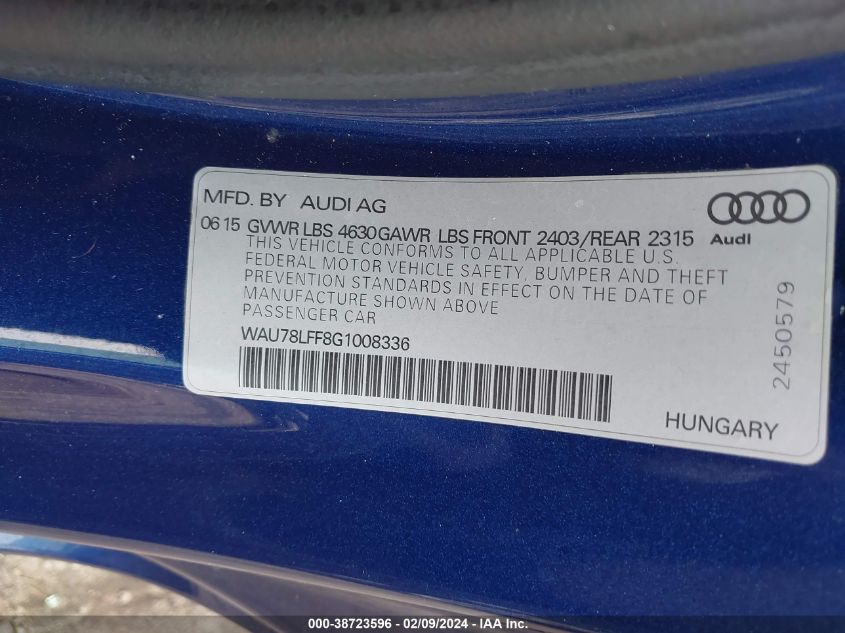 MFD. BY AUDI AG
06 15 GVWR LBS 4630 GAWR LBS FRONT 2403/REAR 2315
Audi
THIS VEHICLE CONFORMS TO ALL APPLICABLE U.S.
FEDERAL MOTOR VEHICLE SAFETY, BUMPER AND THEFT
PREVENTION STANDARDS IN EFFECT ON THE DATE OF
MANUFACTURE SHOWN ABOVE
PASSENGER CAR
WAU78LFF8G1008336
2450579
HUNGARY
000-38723596 - 02/09/2024 - IAA Inc.